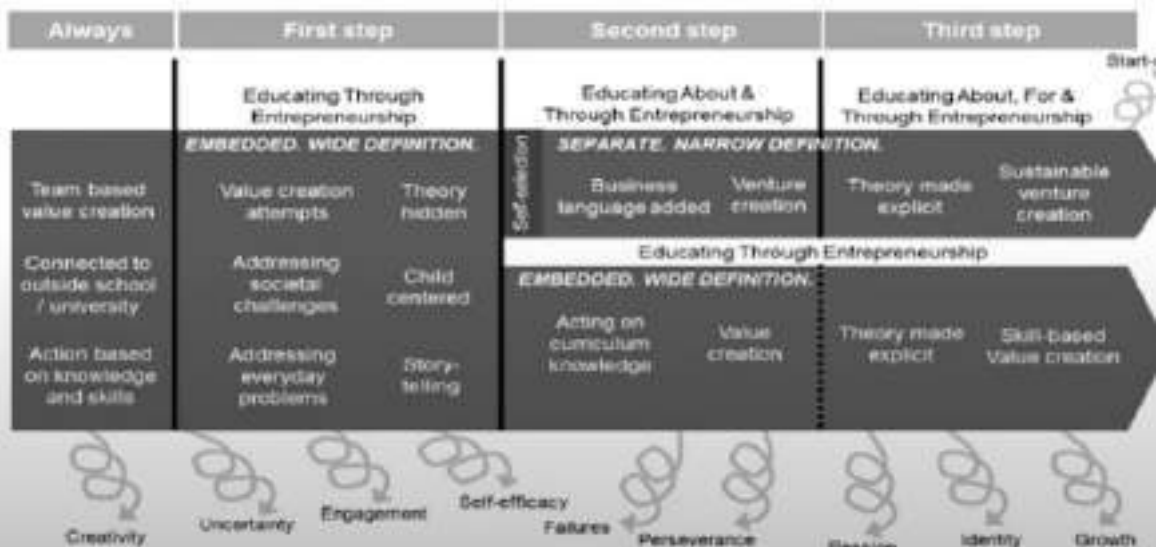 Always
First step
Second step
Third step
Start-
Educating Through
Entrepreneurship
Educating About &
Through Entrepreneurship
Educating About, For &
Through Entrepreneurship
EMBEDDED. WIDE DEFINITION.
Self-selection
SEPARATE. NARROW DEFINITION.
Team based
value creation
Value creation
attempts
Theory
hidden
Business
language added
Venture
creation
Theory made
explicit
Sustainable
venture
creation
Educating Through Entrepreneurship
EMBEDDED. WIDE DEFINITION.
Connected to
outside school
/ university
Addressing
societal
challenges
Child
centered
Acting on
curriculum
knowledge
Value
creation
Theory made
explicit
Skill-based
Value creation
Action based
on knowledge
and skills
Addressing
everyday
problems
Story-
telling
Creativity
Uncertainty
Engagement
Self-efficacy
Failures
Perseverance
Identity
Growth